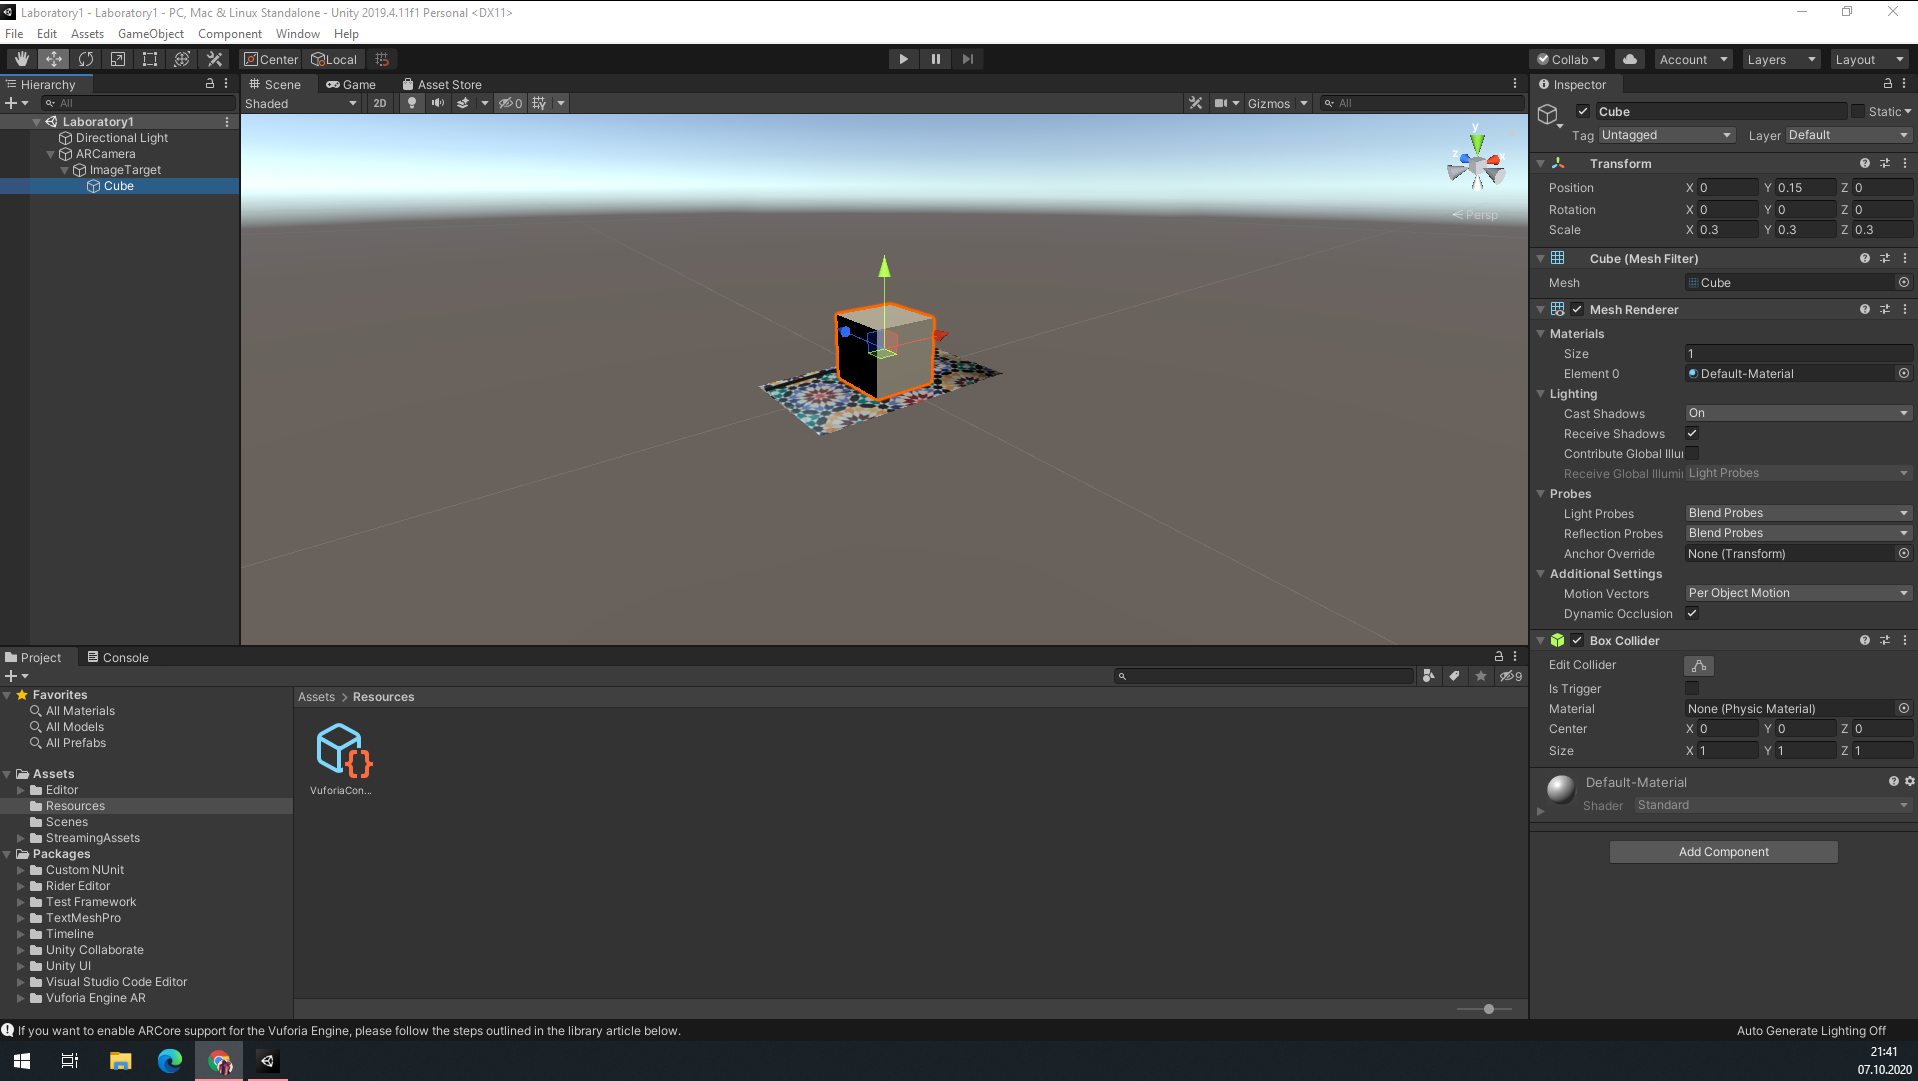 Laboratory1 - Laboratory1 - PC, Mac & Linux Standalone - Unity 2019.4.11f1 Personal <DX11>
File Edit Assets GameObject Component Window Help
Center Local
Collab Account Layers Layout
Hierarchy
All
Laboratory1
Directional Light
ARCamera
ImageTarget
Cube
Scene Game Asset Store
Shaded 2D 0 Gizmos All
y
z x
Persp
Inspector
Cube Static
Tag Untagged Layer Default
Transform
Position X 0 Y 0.15 Z 0
Rotation X 0 Y 0 Z 0
Scale X 0.3 Y 0.3 Z 0.3
Cube (Mesh Filter)
Mesh Cube
Mesh Renderer
Materials
Size 1
Element 0 Default-Material
Lighting
Cast Shadows On
Receive Shadows
Contribute Global Illu
Receive Global Illumi Light Probes
Probes
Light Probes Blend Probes
Reflection Probes Blend Probes
Anchor Override None (Transform)
Additional Settings
Motion Vectors Per Object Motion
Dynamic Occlusion
Box Collider
Edit Collider
Is Trigger
Material None (Physic Material)
Center X 0 Y 0 Z 0
Size X 1 Y 1 Z 1
Default-Material
Shader Standard
Add Component
Project Console
9
Favorites
All Materials
All Models
All Prefabs
Assets
Editor
Resources
Scenes
StreamingAssets
Packages
Custom NUnit
Rider Editor
Test Framework
TextMeshPro
Timeline
Unity Collaborate
Unity UI
Visual Studio Code Editor
Vuforia Engine AR
Assets > Resources
VuforiaCon...
If you want to enable ARCore support for the Vuforia Engine, please follow the steps outlined in the library article below.
Auto Generate Lighting Off
21:41
07.10.2020